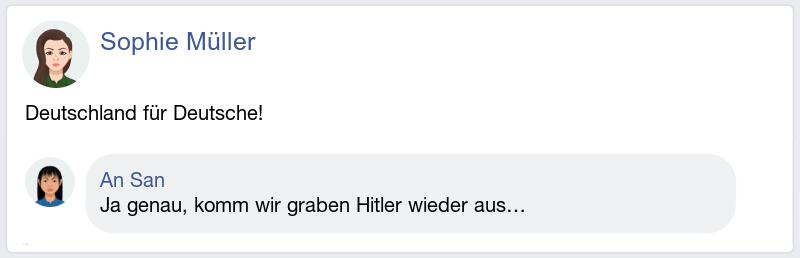 Sophie Müller
Deutschland für Deutsche!
An San
Ja genau, komm wir graben Hitler wieder aus...